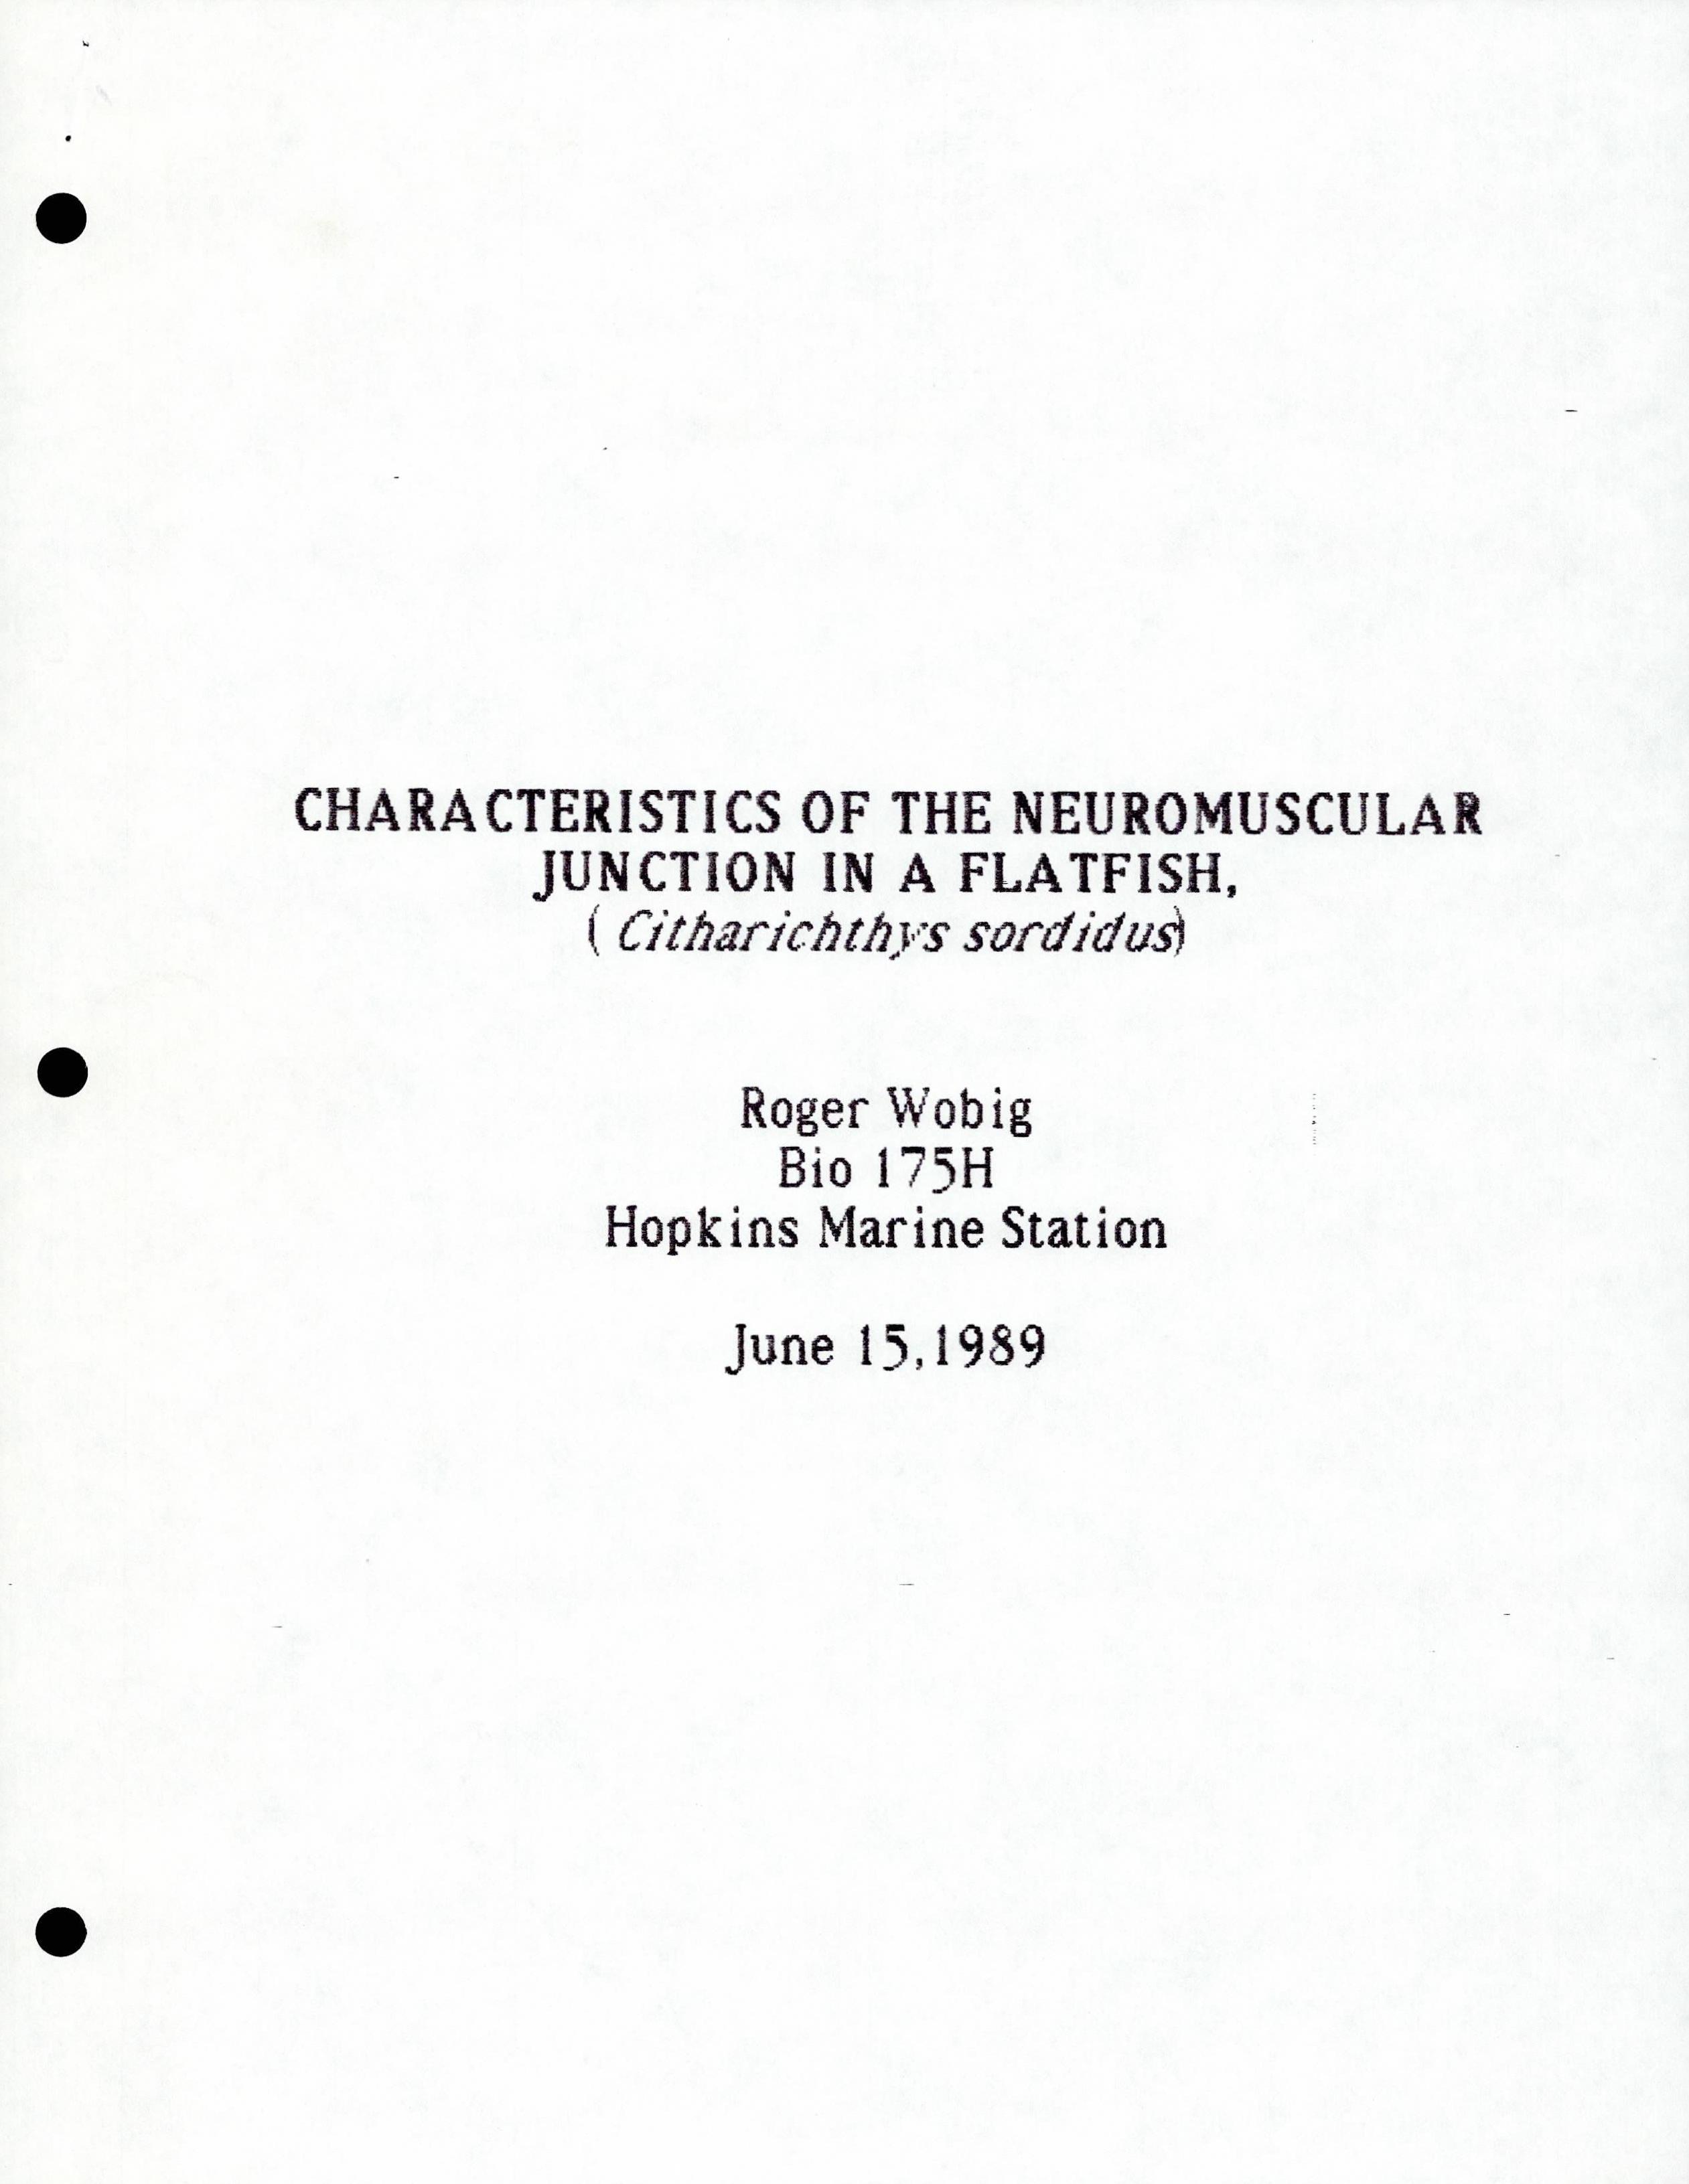 CHARACTERISTICS OF THE NEUROMUSCULAR
JUNCTION IN A FLATFISH,
( Citharichthys sordidus)
Roger Wobig
Bio 175H
Hopkins Marine Station
June 15,1989